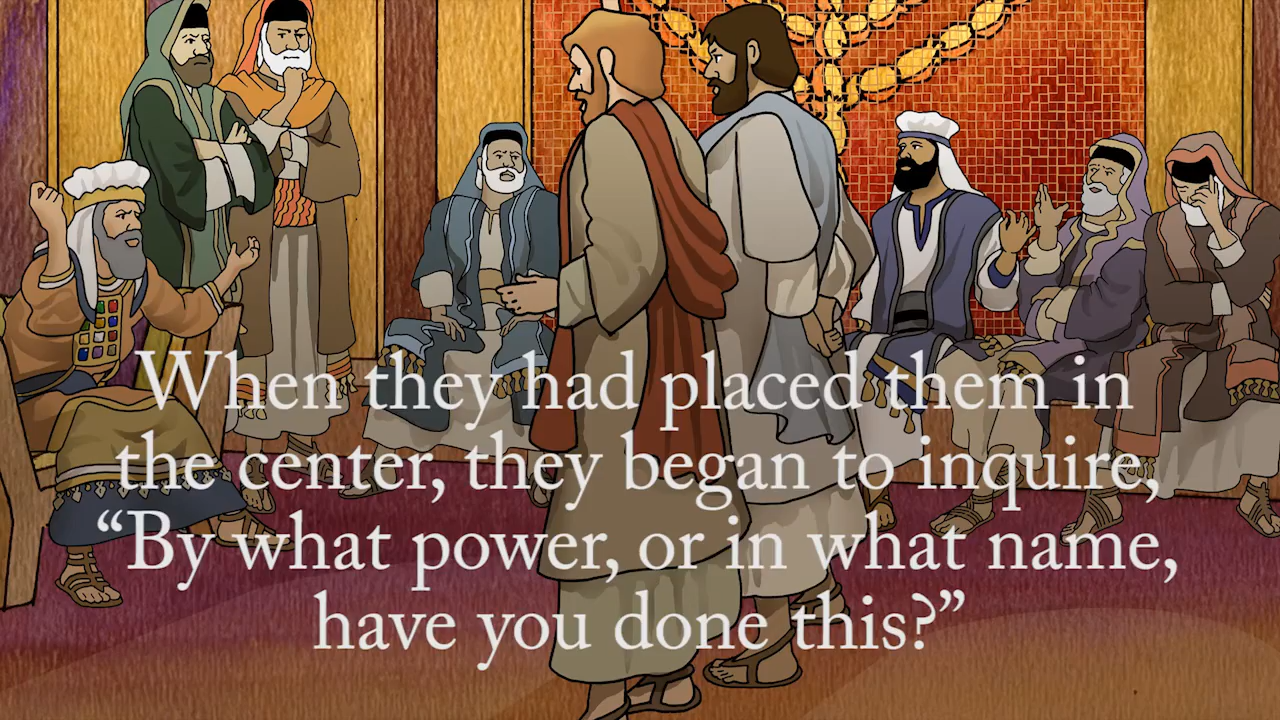 When they had placed them in
the center, they began to inquire,
“By what power, or in what name,
have you done this?”